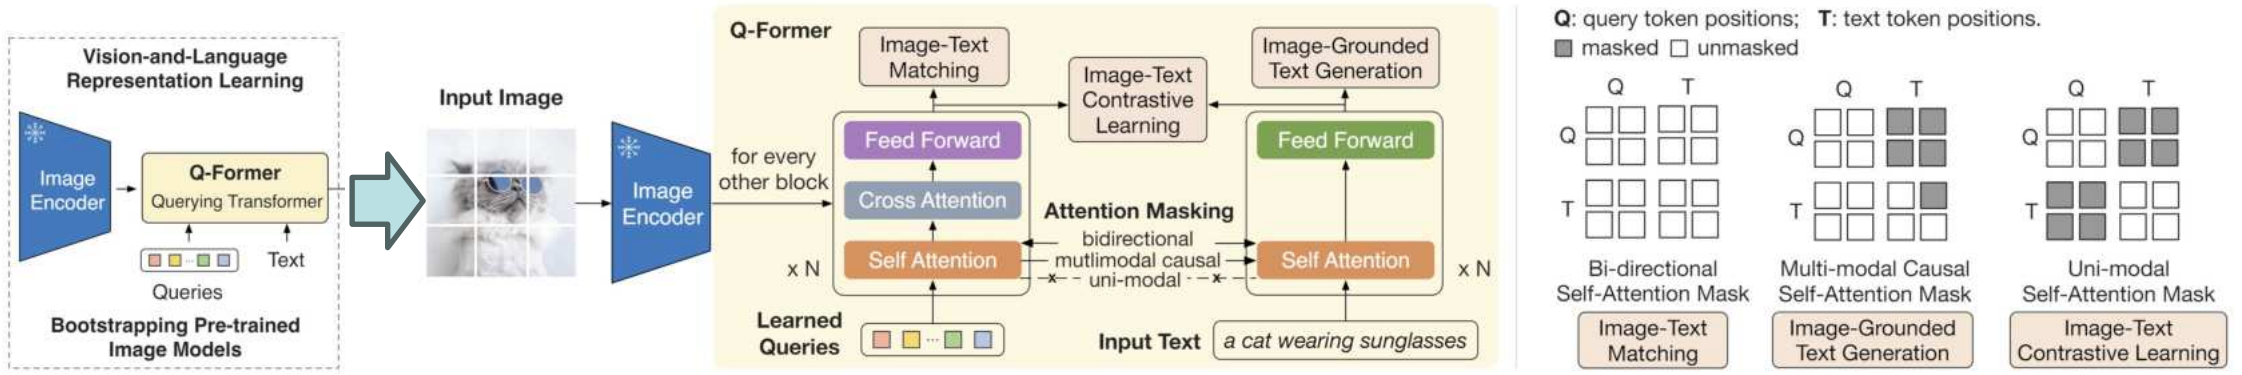 Vision-and-Language
Representation Learning
Image
Encoder
Q-Former
Querying Transformer
...
Queries
Text
Bootstrapping Pre-trained
Image Models
Input Image
Image
Encoder
for every
other block
Q-Former
Image-Text
Matching
Image-Text
Contrastive
Learning
Image-Grounded
Text Generation
Feed Forward
Cross Attention
Self Attention
x N
Attention Masking
bidirectional
mutlimodal causal
uni-modal
x
x
Feed Forward
Self Attention
x N
Learned
Queries
...
Input Text
a cat wearing sunglasses
Q: query token positions; T: text token positions.
masked unmasked
Q T
Q
T
Bi-directional
Self-Attention Mask
Image-Text
Matching
Q T
Q
T
Multi-modal Causal
Self-Attention Mask
Image-Grounded
Text Generation
Q T
Q
T
Uni-modal
Self-Attention Mask
Image-Text
Contrastive Learning